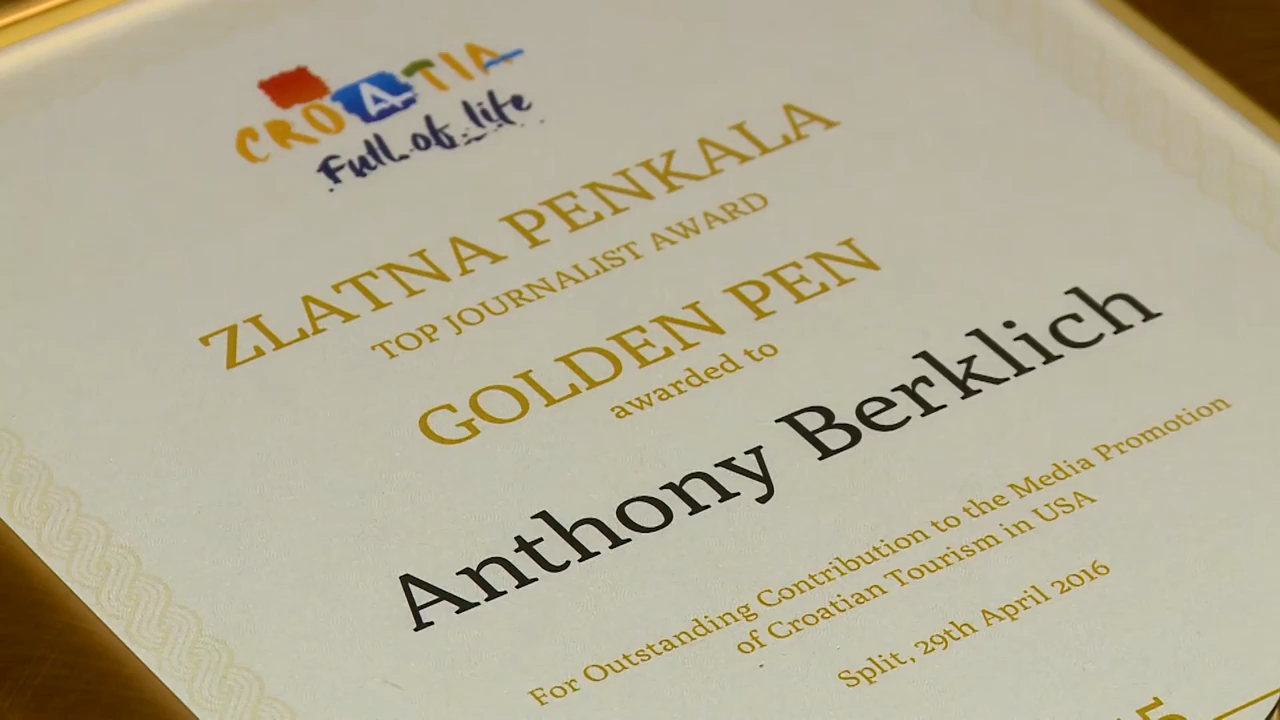 CROATIA
Full of life
ZLATNA PENKALA
TOP JOURNALIST AWARD
GOLDEN PEN
awarded to
Anthony Berklich
For Outstanding Contribution to the Media Promotion
of Croatian Tourism in USA
Split, 29th April 2016